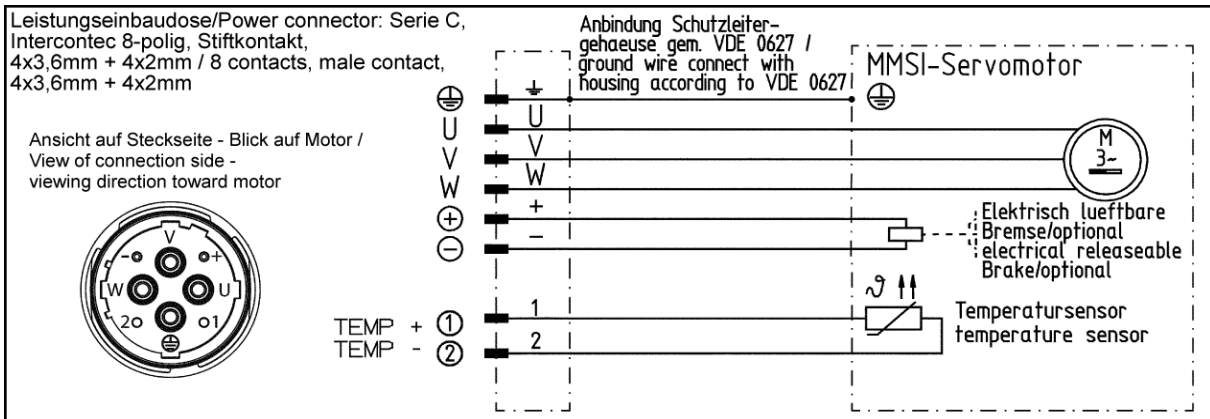 Leistungseinbaudose/Power connector: Serie C,
Intercontec 8-polig, Stiftkontakt,
4x3,6mm + 4x2mm / 8 contacts, male contact,
4x3,6mm + 4x2mm
Ansicht auf Steckseite - Blick auf Motor /
View of connection side -
viewing direction toward motor
V
- +
W U
2 1
U
V
W
+
-
TEMP + 1
TEMP - 2
U
V
W
+
-
1
2
Anbindung Schutzleiter-
gehaeuse gem. VDE 0627 /
ground wire connect with
housing according to VDE 0627
MMSI-Servomotor
M
3~
Elektrisch lueftbare
Bremse/optional
electrical releaseable
Brake/optional
ϑ
Temperatursensor
temperature sensor